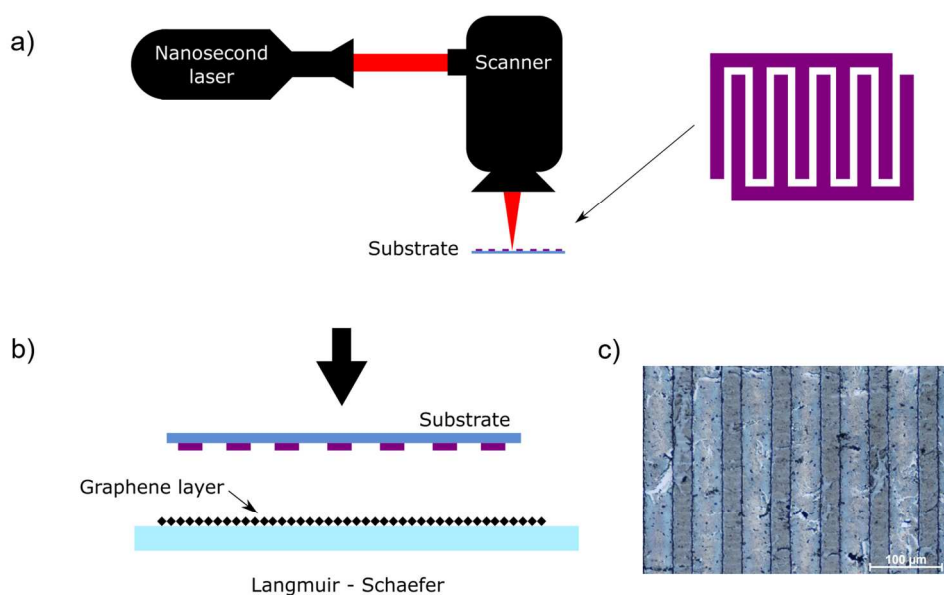 a)
Nanosecond
laser
Scanner
Substrate
b)
Substrate
Graphene layer
Langmuir - Schaefer
c)
100 µm